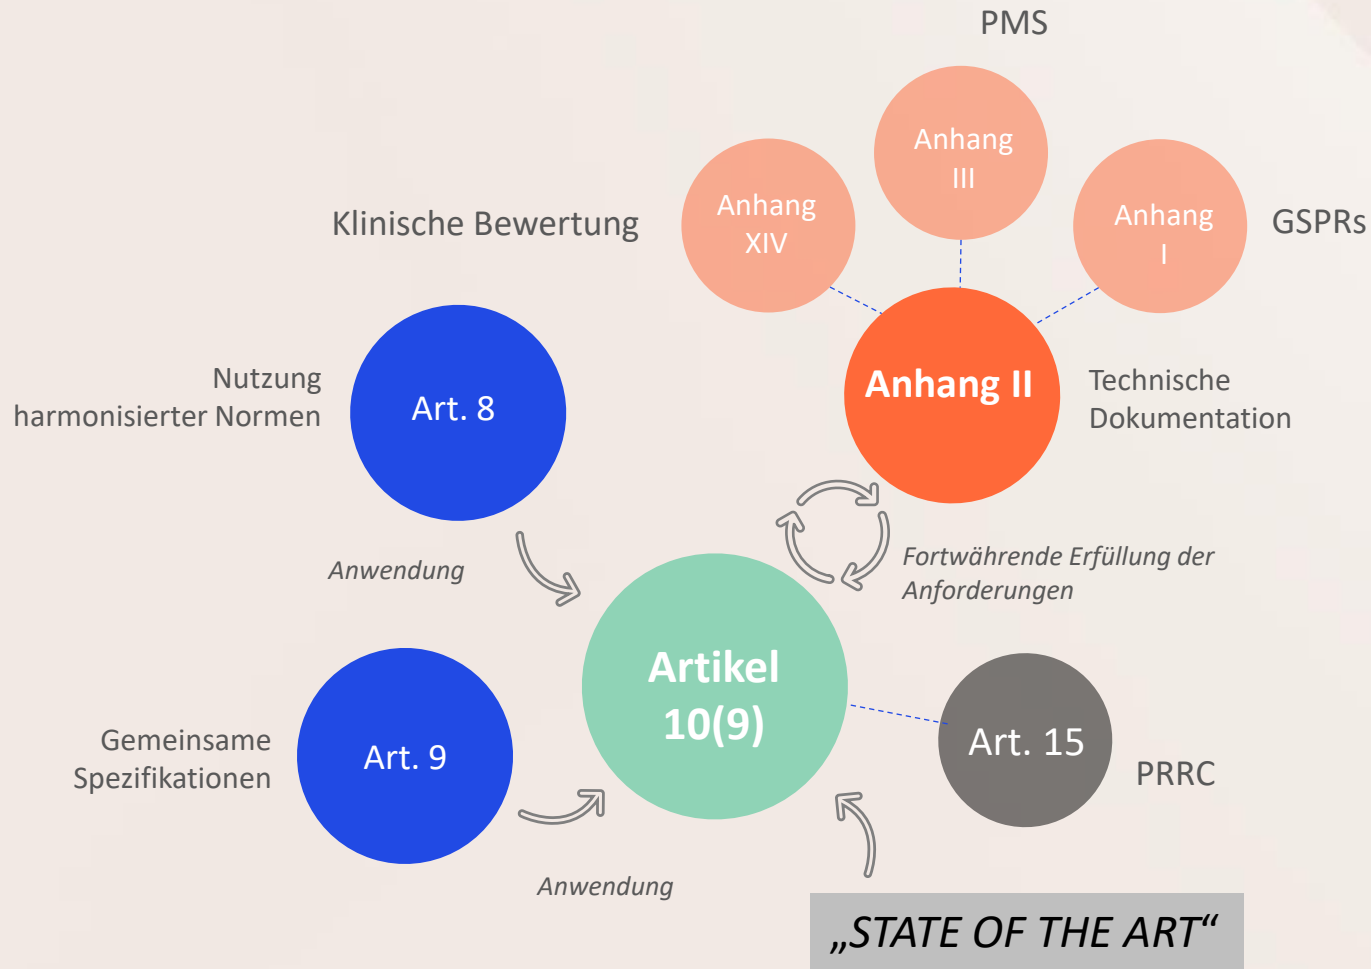 PMS
Anhang
III
Anhang
XIV
Anhang
I
Klinische Bewertung
GSPRs
Nutzung
harmonisierter Normen
Art. 8
Anhang II
Technische
Dokumentation
Anwendung
Fortwährende Erfüllung der
Anforderungen
Artikel
10(9)
Gemeinsame
Spezifikationen
Art. 9
Art. 15
PRRC
Anwendung
„STATE OF THE ART“